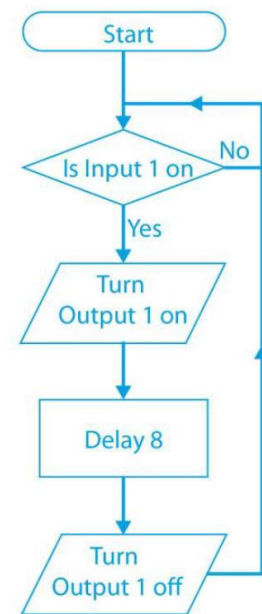 Start
Is Input 1 on
No
Yes
Turn
Output 1 on
Delay 8
Turn
Output 1 off